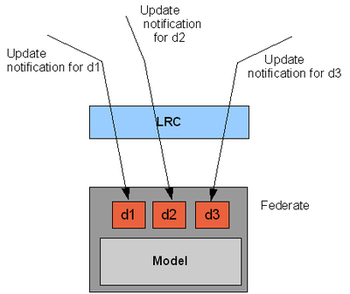 Update
notification
for d2
Update
notification for d1
Update
notification for d3
LRC
d1
d2
d3
Federate
Model